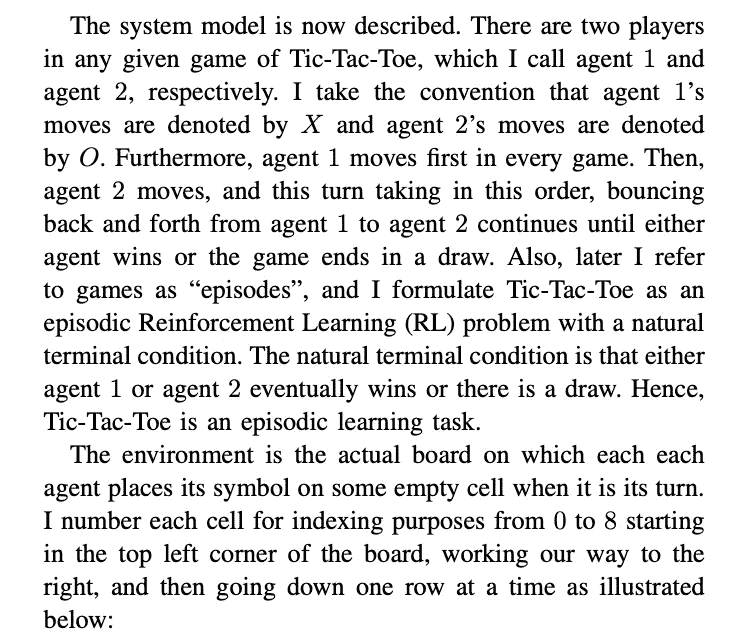 The system model is now described. There are two players
in any given game of Tic-Tac-Toe, which I call agent 1 and
agent 2, respectively. I take the convention that agent 1's
moves are denoted by X and agent 2's moves are denoted
by O. Furthermore, agent 1 moves first in every game. Then,
agent 2 moves, and this turn taking in this order, bouncing
back and forth from agent 1 to agent 2 continues until either
agent wins or the game ends in a draw. Also, later I refer
to games as “episodes”, and I formulate Tic-Tac-Toe as an
episodic Reinforcement Learning (RL) problem with a natural
terminal condition. The natural terminal condition is that either
agent 1 or agent 2 eventually wins or there is a draw. Hence,
Tic-Tac-Toe is an episodic learning task.
The environment is the actual board on which each each
agent places its symbol on some empty cell when it is its turn.
I number each cell for indexing purposes from 0 to 8 starting
in the top left corner of the board, working our way to the
right, and then going down one row at a time as illustrated
below: